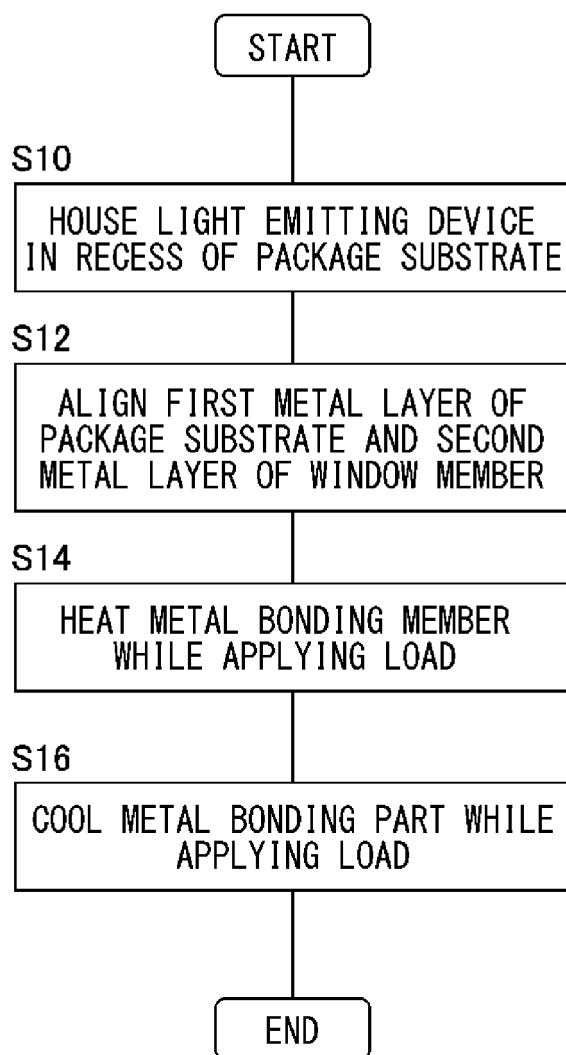 START
S10
HOUSE LIGHT EMITTING DEVICE
IN RECESS OF PACKAGE SUBSTRATE
S12
ALIGN FIRST METAL LAYER OF
PACKAGE SUBSTRATE AND SECOND
METAL LAYER OF WINDOW MEMBER
S14
HEAT METAL BONDING MEMBER
WHILE APPLYING LOAD
S16
COOL METAL BONDING PART WHILE
APPLYING LOAD
END